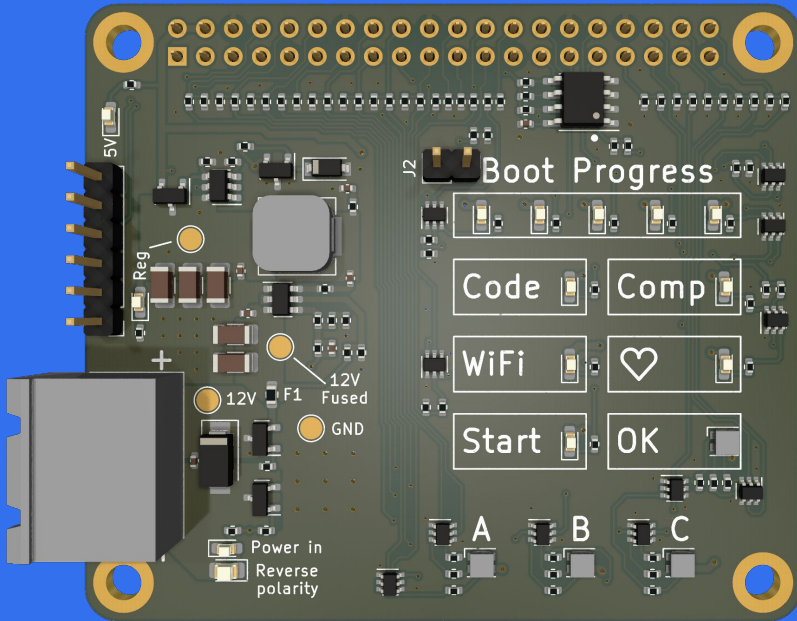 5V
J2
Boot Progress
Reg
Code
Comp
+
WiFi
♡
12V
Fused
12V
F1
GND
Start
OK
A
B
C
Power in
Reverse
polarity